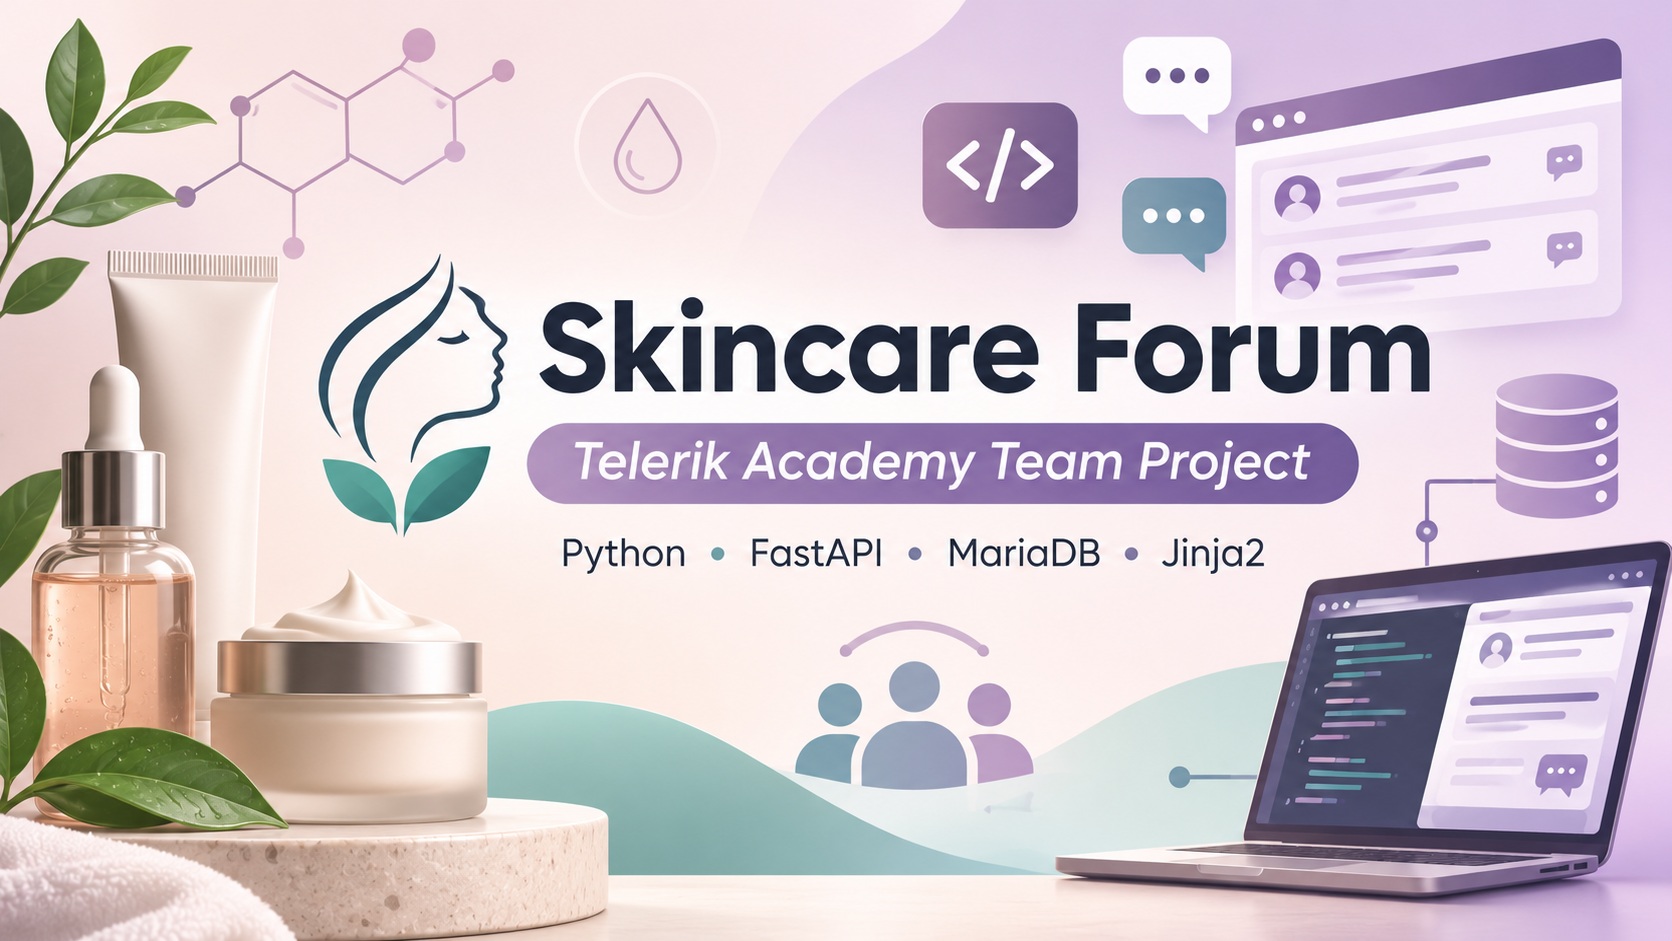 Skincare Forum
Telerik Academy Team Project
Python • FastAPI • MariaDB • Jinja2